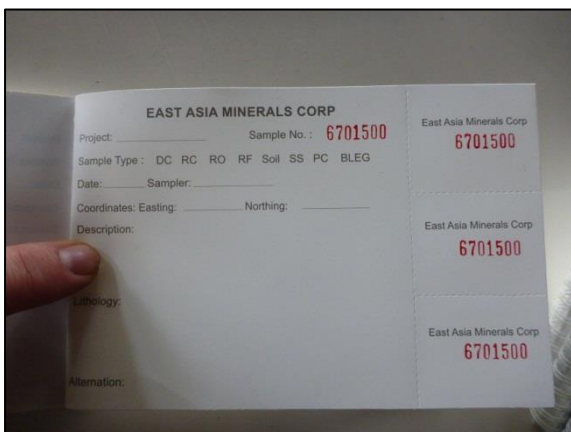 EAST ASIA MINERALS CORP
Project: Sample No. : 6701500
Sample Type : DC RC RO RF Soil SS PC BLEG
Date: Sampler:
Coordinates: Easting: Northing:
Description:
Lithology:
Alternation:
East Asia Minerals Corp
6701500
East Asia Minerals Corp
6701500
East Asia Minerals Corp
6701500